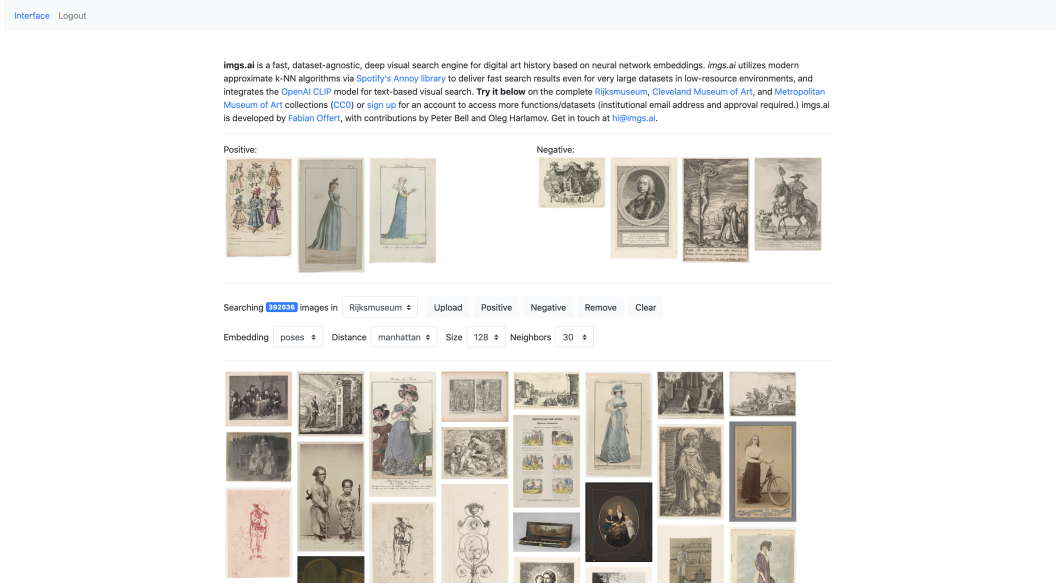 Interface Logout
imgs.ai is a fast, dataset-agnostic, deep visual search engine for digital art history based on neural network embeddings. imgs.ai utilizes modern
approximate k-NN algorithms via Spotify's Annoy library to deliver fast search results even for very large datasets in low-resource environments, and
integrates the OpenAI CLIP model for text-based visual search. Try it below on the complete Rijksmuseum, Cleveland Museum of Art, and Metropolitan
Museum of Art collections (CC0) or sign up for an account to access more functions/datasets (institutional email address and approval required.) imgs.ai
is developed by Fabian Offert, with contributions by Peter Bell and Oleg Harlamov. Get in touch at hi@imgs.ai.
Positive: Negative:
Searching 392636 images in Rijksmuseum Upload Positive Negative Remove Clear
Embedding poses Distance manhattan Size 128 Neighbors 30